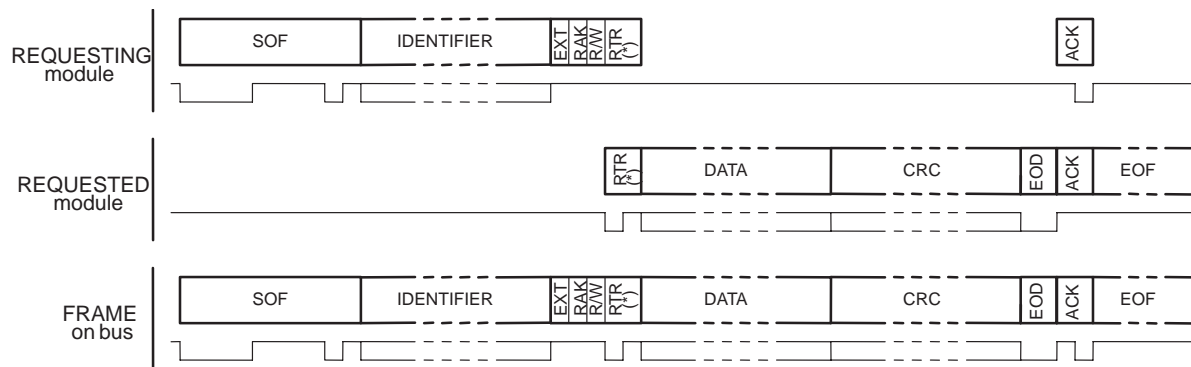 REQUESTING
module
SOF
IDENTIFIER
EXT
RAK
R/W
RTR
(*)
ACK
REQUESTED
module
RTR
(*)
DATA
CRC
EOD
ACK
EOF
FRAME
on bus
SOF
IDENTIFIER
EXT
RAK
R/W
RTR
(*)
DATA
CRC
EOD
ACK
EOF